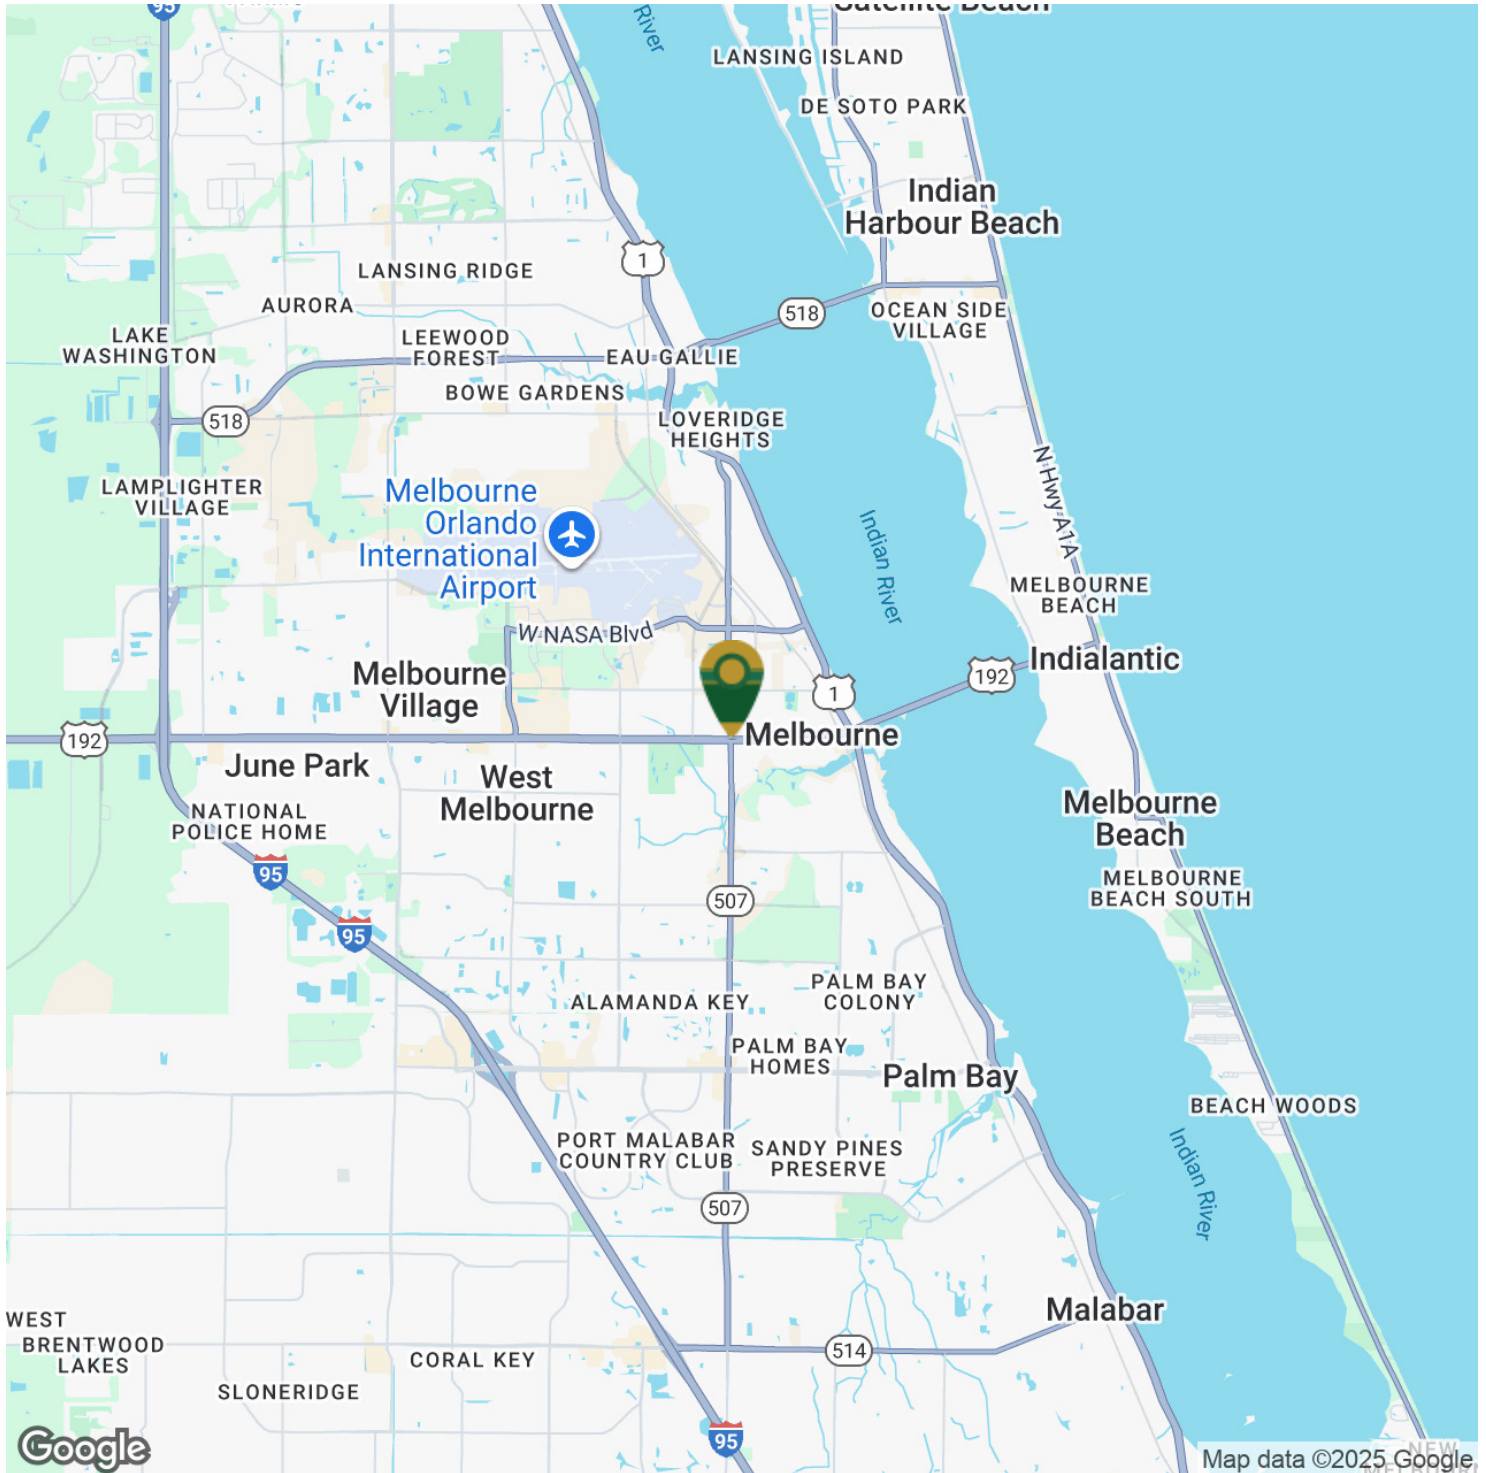 95
Satellite Beach
River
LANSING ISLAND
DE SOTO PARK
Indian
Harbour Beach
1
LANSING RIDGE
AURORA
518
OCEAN SIDE
VILLAGE
LAKE
WASHINGTON
LEEWOOD
FOREST
EAU GALLIE
BOWE GARDENS
518
LOVERIDGE
HEIGHTS
LAMPLIGHTER
VILLAGE
Melbourne
Orlando
International
Airport
N Hwy A1A
Indian River
MELBOURNE
BEACH
W NASA Blvd
Indialantic
192
Melbourne
Village
1
192
Melbourne
June Park
West
Melbourne
NATIONAL
POLICE HOME
Melbourne
Beach
95
MELBOURNE
BEACH SOUTH
507
95
ALAMANDA KEY
PALM BAY
COLONY
PALM BAY
HOMES
Palm Bay
BEACH WOODS
PORT MALABAR
COUNTRY CLUB
SANDY PINES
PRESERVE
Indian River
507
Malabar
WEST
BRENTWOOD
LAKES
514
CORAL KEY
SLONERIDGE
95
Google
Map data ©2025 Google
NEW